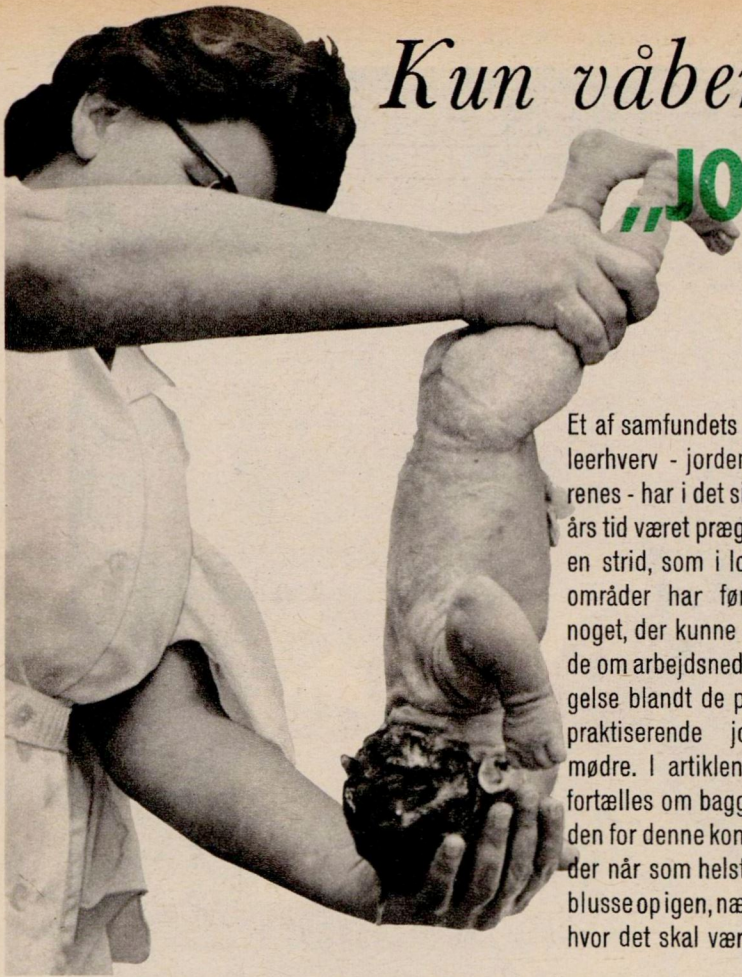 Kun våben
„JO
Et af samfundets
leerhverv - jorder
renes - har i det s
års tid været præg
en strid, som i lo
områder har før
noget, der kunne
de om arbejdsned
gelse blandt de p
praktiserende jo
mødre. I artiklen
fortælles om bagg
den for denne kon
der når som helst
blusse op igen, næ
hvor det skal vær